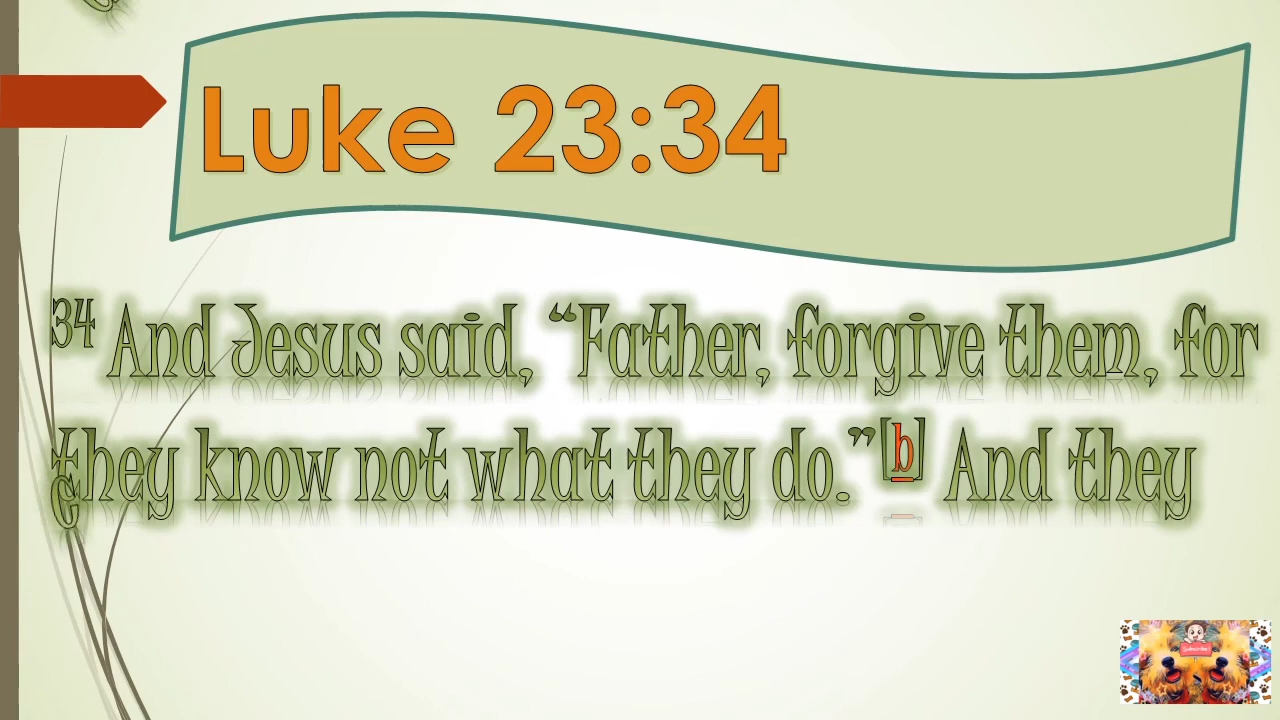 Luke 23:34
34 And Jesus said, “Father, forgive them, for
they know not what they do.”[b] And they
c
Subscribe